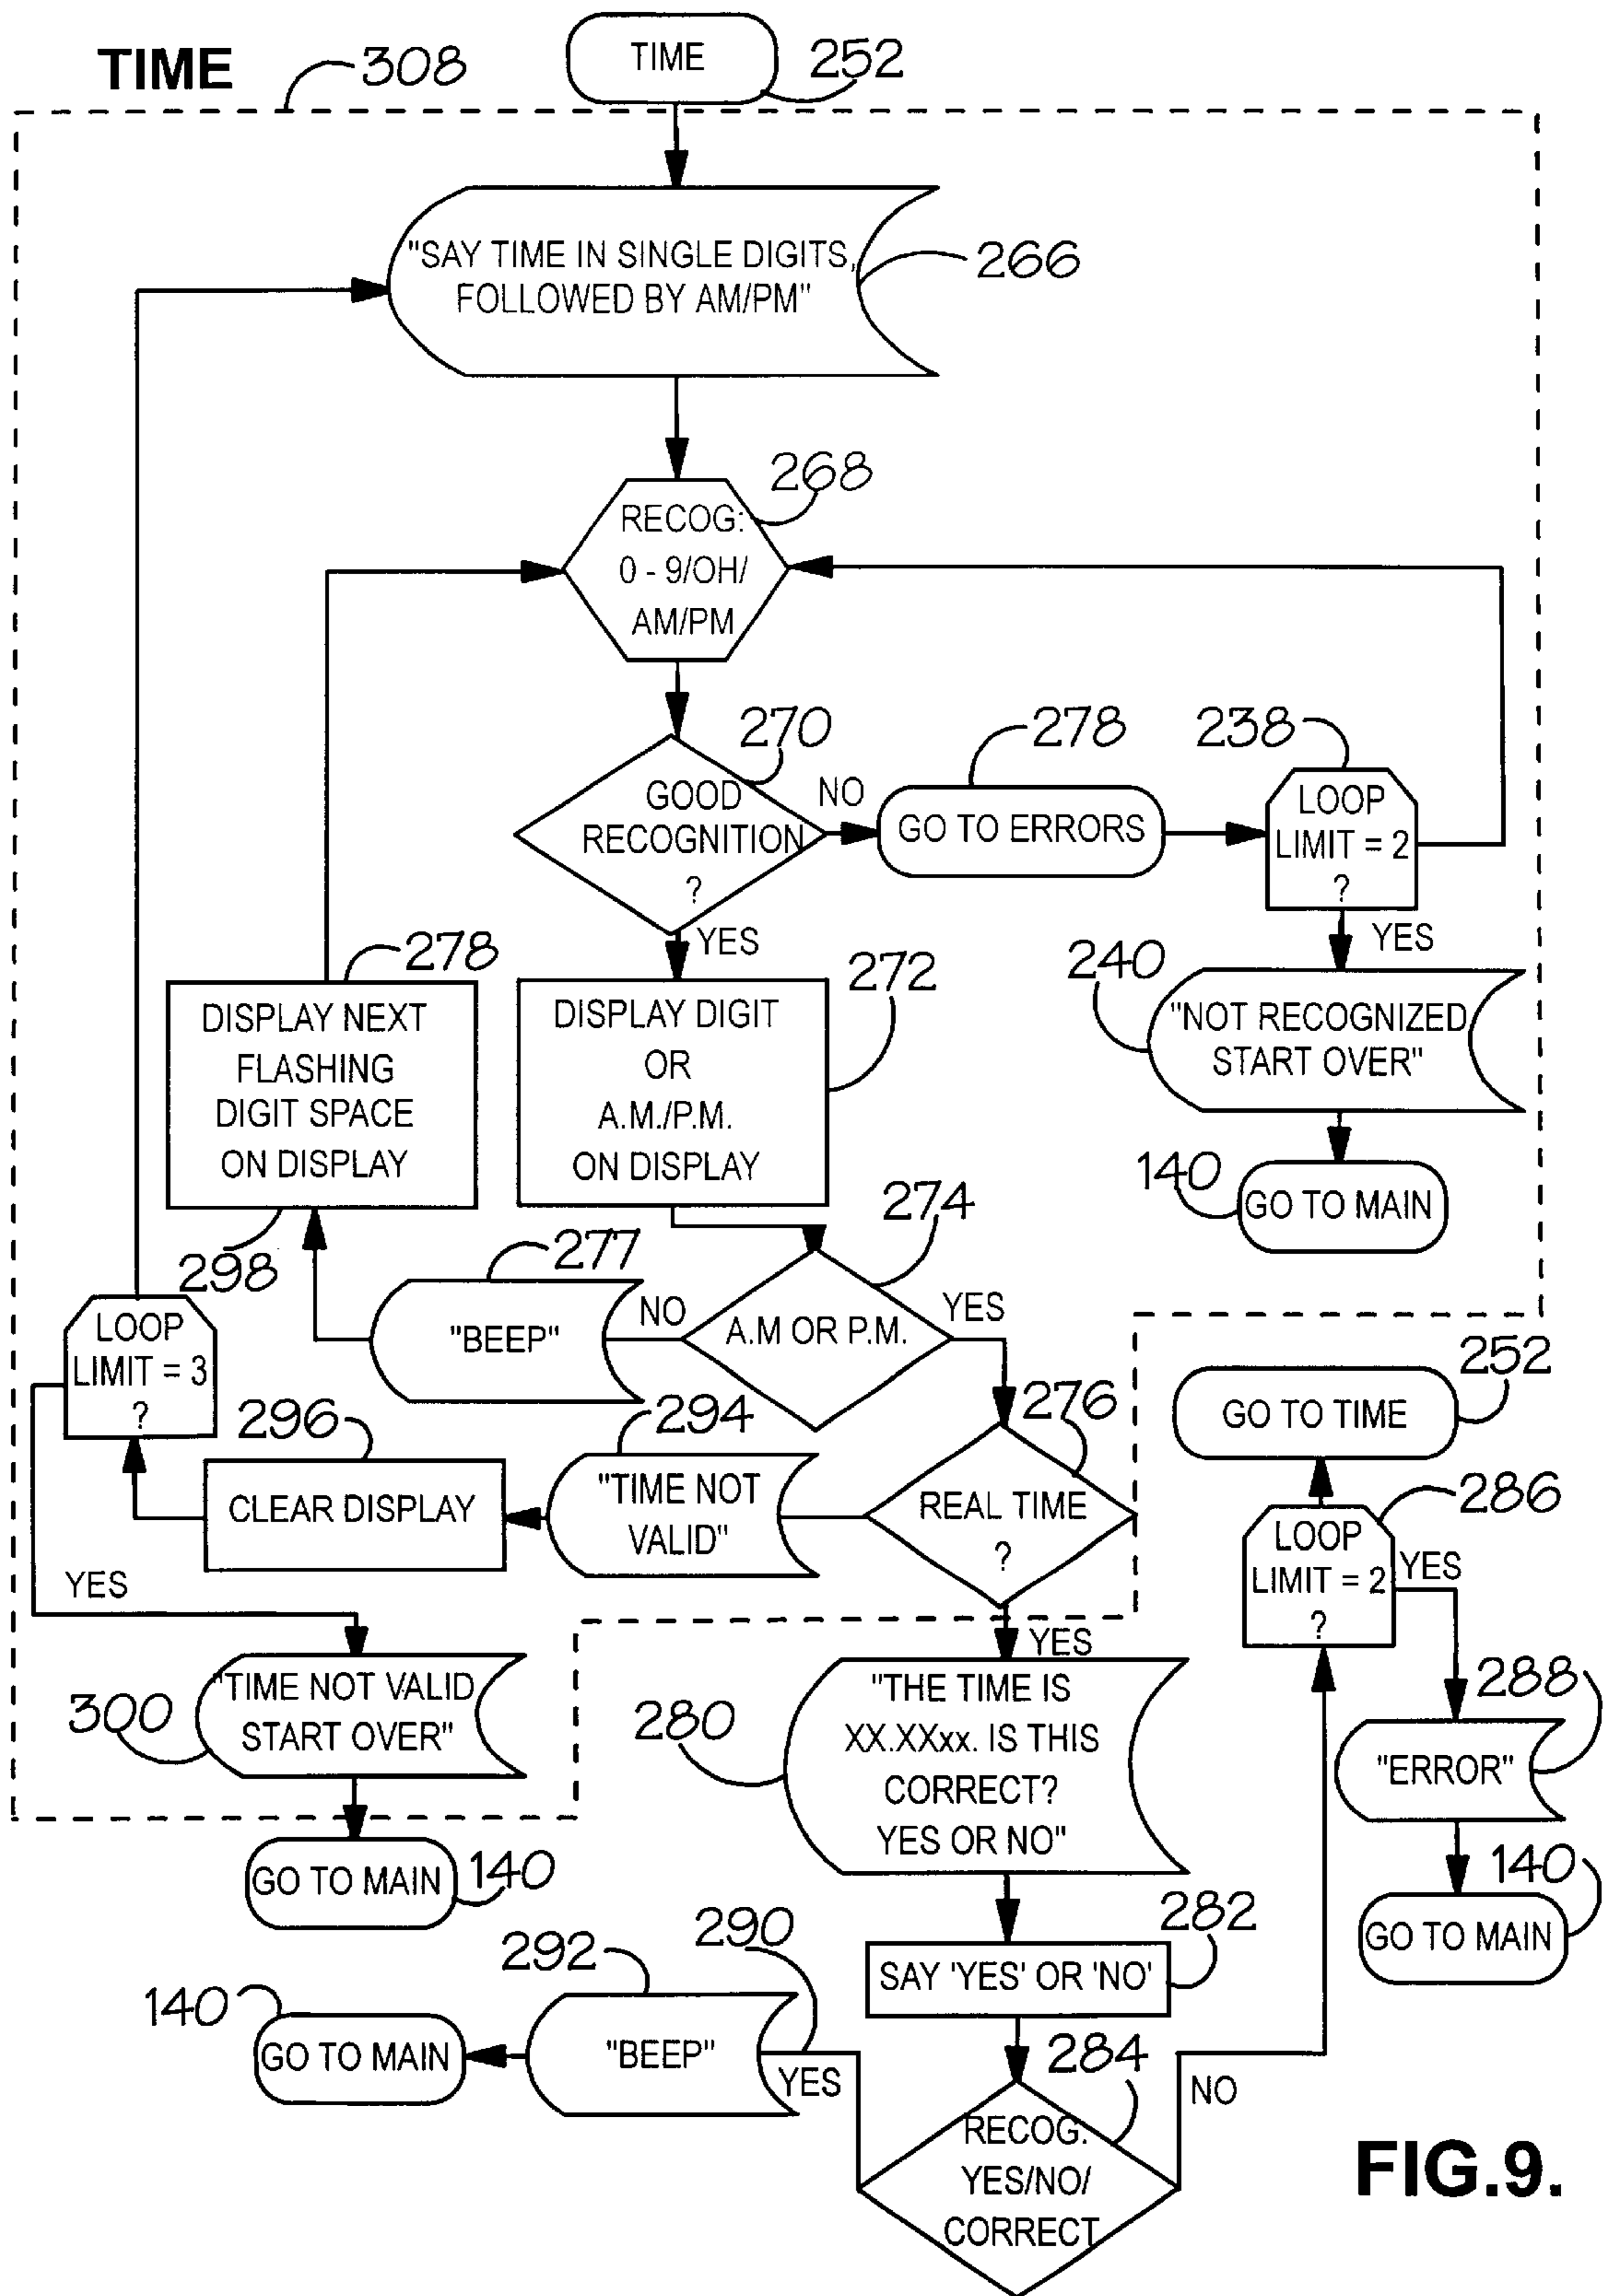 TIME
308
TIME
252
"SAY TIME IN SINGLE DIGITS,
FOLLOWED BY AM/PM"
266
268
RECOG:
0 - 9/OH/
AM/PM
270
GOOD
RECOGNITION
?
NO
278
GO TO ERRORS
238
LOOP
LIMIT = 2
?
YES
YES
240
"NOT RECOGNIZED
START OVER"
140
GO TO MAIN
278
DISPLAY NEXT
FLASHING
DIGIT SPACE
ON DISPLAY
272
DISPLAY DIGIT
OR
A.M./P.M.
ON DISPLAY
298
277
"BEEP"
NO
274
A.M OR P.M.
YES
LOOP
LIMIT = 3
?
296
CLEAR DISPLAY
294
"TIME NOT
VALID"
276
REAL TIME
?
252
GO TO TIME
286
LOOP
LIMIT = 2
?
YES
YES
YES
300
"TIME NOT VALID
START OVER"
280
"THE TIME IS
XX.XXxx. IS THIS
CORRECT?
YES OR NO"
288
"ERROR"
GO TO MAIN
140
140
GO TO MAIN
282
SAY 'YES' OR 'NO'
290
292
140
GO TO MAIN
"BEEP"
YES
284
RECOG.
YES/NO/
CORRECT
NO
FIG.9.